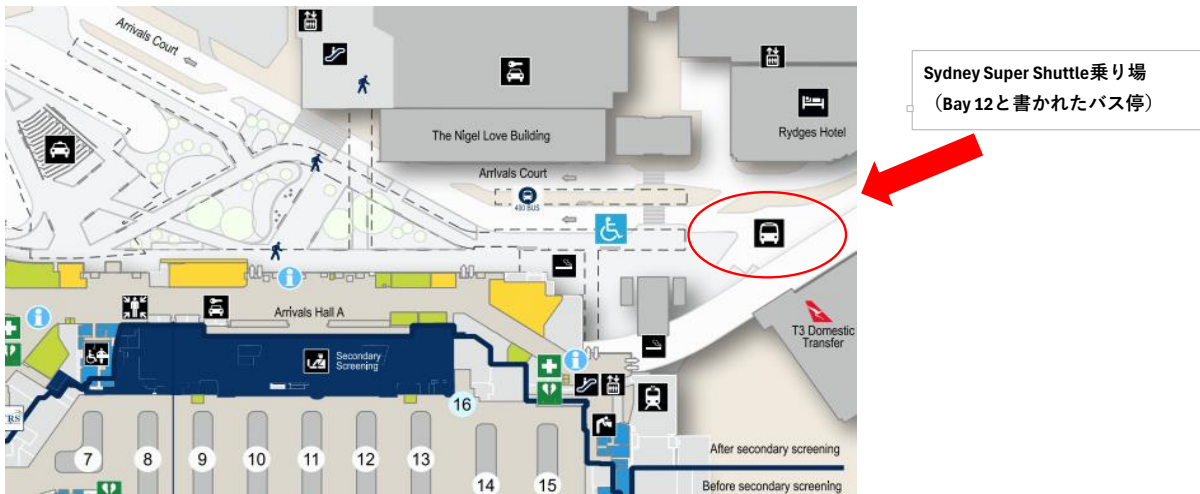 Arrivals Court
Sydney Super Shuttle乗り場
（Bay 12と書かれたバス停）
The Nigel Love Building
Rydges Hotel
Arrivals Court
400 BUS
Arrivals Hall A
T3 Domestic
Transfer
Secondary
Screening
16
TRS
7
8
9
10
11
12
13
14
15
After secondary screening
Before secondary screening